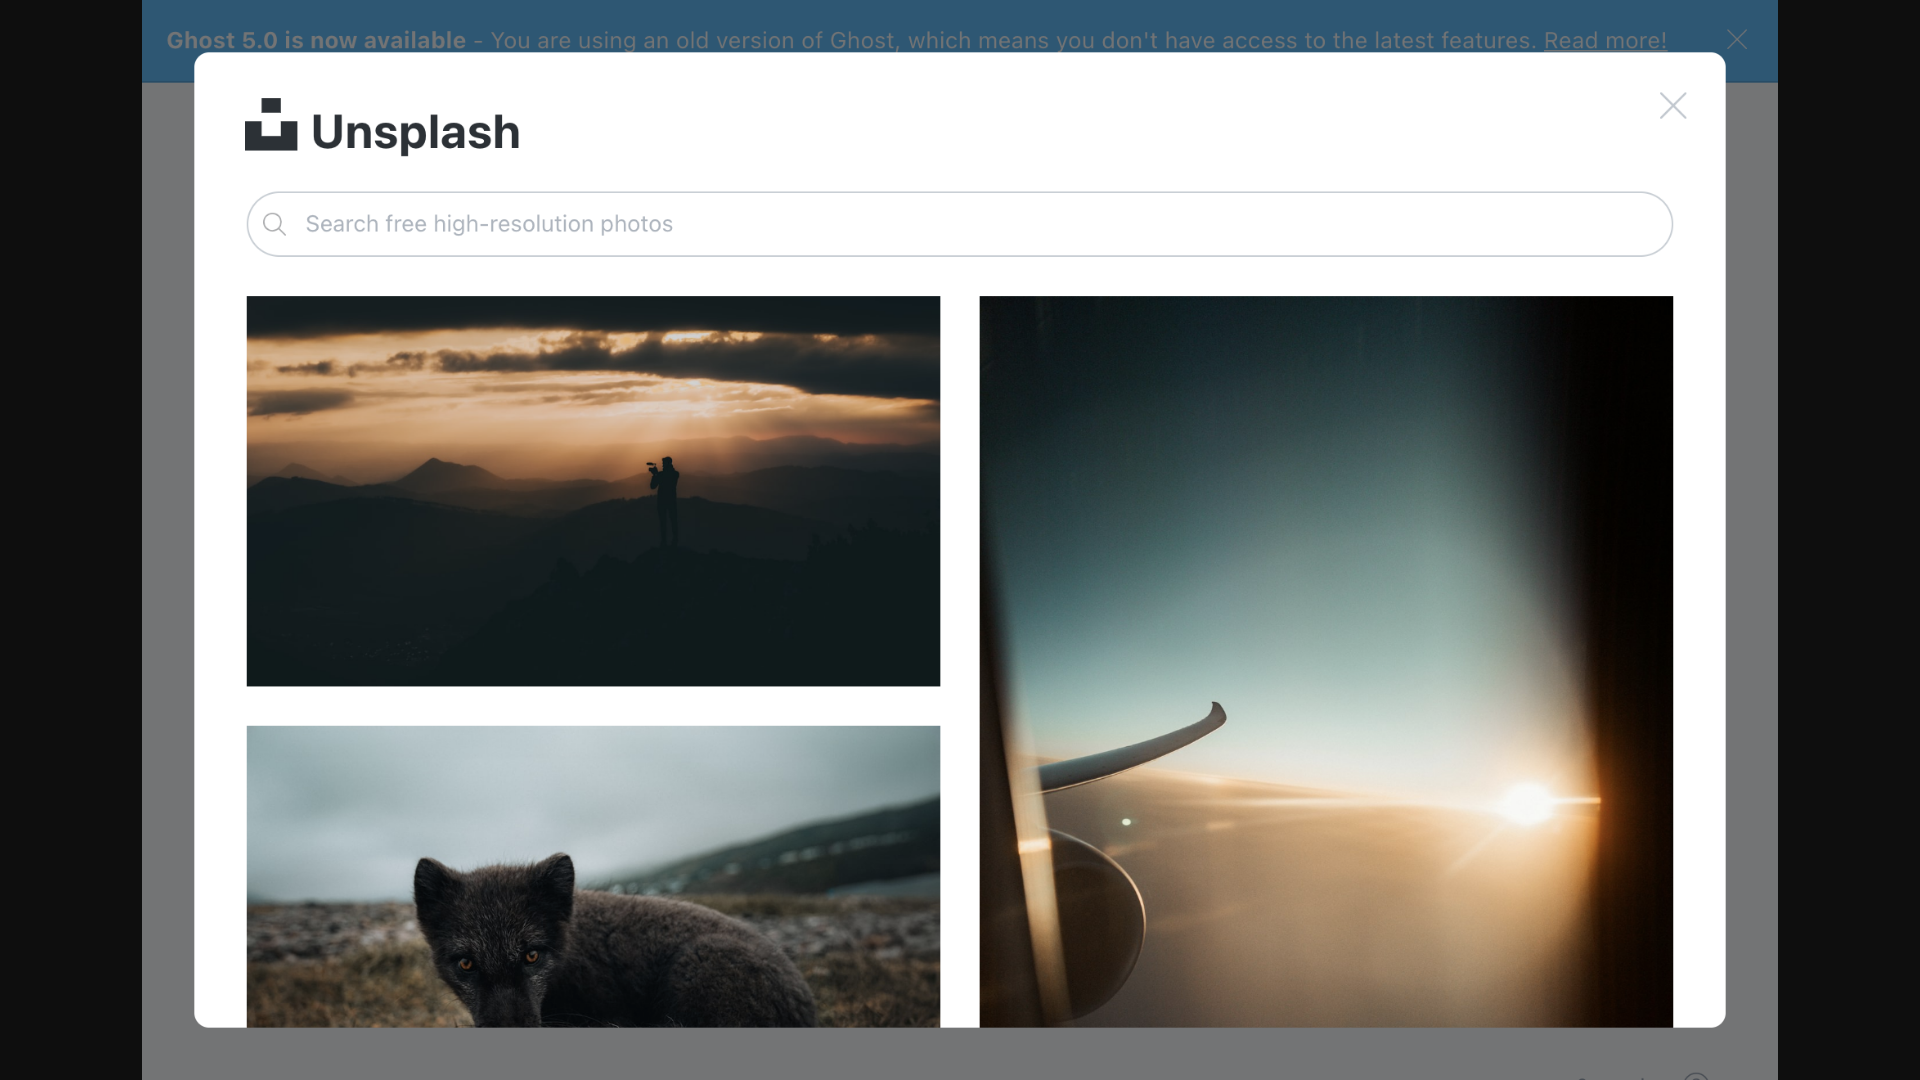 Ghost 5.0 is now available - You are using an old version of Ghost, which means you don't have access to the latest features. Read more!
Unsplash
Search free high-resolution photos